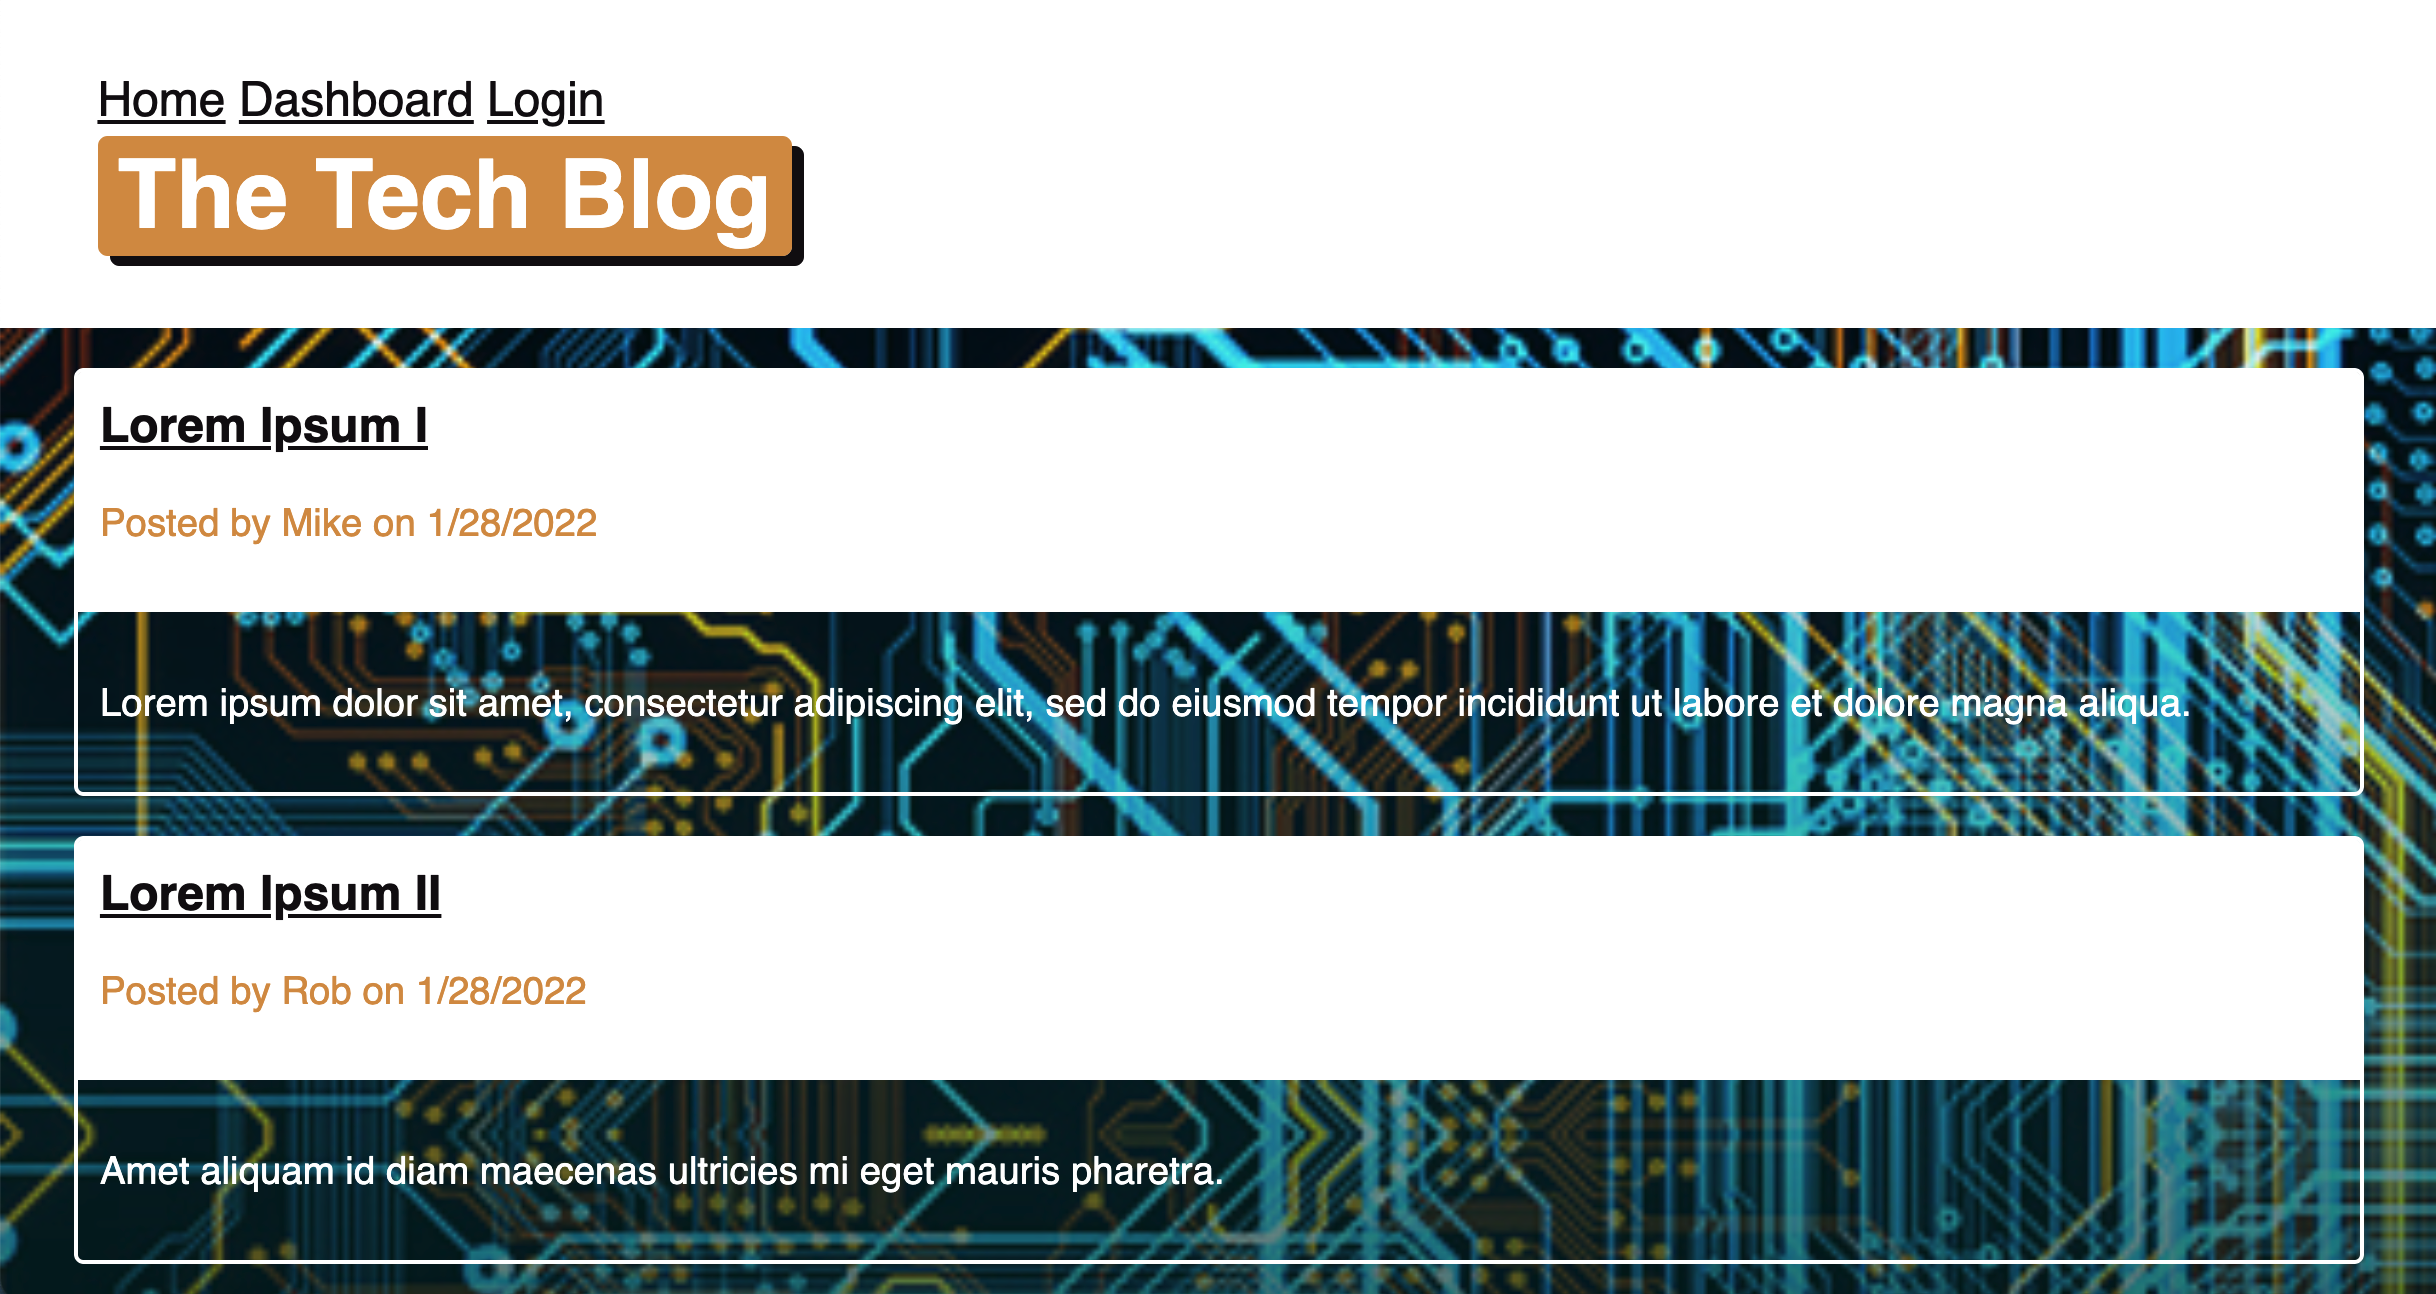 Home Dashboard Login
The Tech Blog
Lorem Ipsum I
Posted by Mike on 1/28/2022
Lorem ipsum dolor sit amet, consectetur adipiscing elit, sed do eiusmod tempor incididunt ut labore et dolore magna aliqua.
Lorem Ipsum II
Posted by Rob on 1/28/2022
Amet aliquam id diam maecenas ultricies mi eget mauris pharetra.